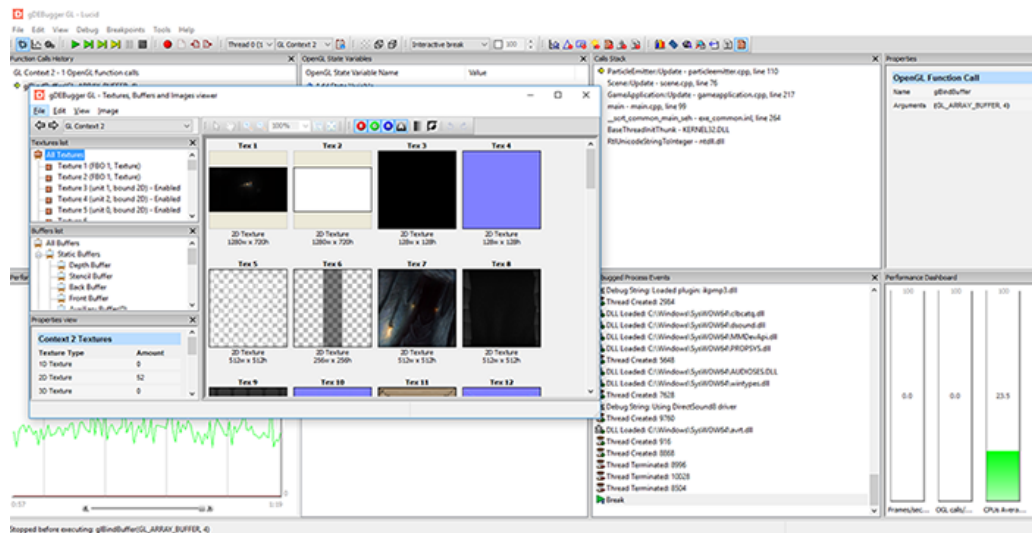 gDEBugger GL - Lucid
File Edit View Debug Breakpoints Tools Help
Thread 0 (1 GL Context 2 Interactive break 100
Function Calls History
GL Context 2 - 1 OpenGL function calls
OpenGL State Variables
OpenGL State Variable Name Value
Calls Stack
ParticleEmitter::Update - particleemitter.cpp, line 110
Scene::Update - scene.cpp, line 76
GameApplication::Update - gameapplication.cpp, line 217
main - main.cpp, line 99
__scrt_common_main_seh - exe_common.inl, line 264
BaseThreadInitThunk - KERNEL32.DLL
RtlUnicodeStringToInteger - ntdll.dll
Properties
OpenGL Function Call
Name glBindBuffer
Arguments (GL_ARRAY_BUFFER, 4)
gDEBugger GL - Textures, Buffers and Images viewer
File Edit View Image
GL Context 2
100%
Textures list
All Textures
Texture 1 (FBO 1, Texture)
Texture 2 (FBO 1, Texture)
Texture 3 (unit 1, bound 2D) - Enabled
Texture 4 (unit 2, bound 2D) - Enabled
Texture 5 (unit 0, bound 2D) - Enabled
Buffers list
All Buffers
Static Buffers
Depth Buffer
Stencil Buffer
Back Buffer
Front Buffer
Properties view
Context 2 Textures
Texture Type Amount
1D Texture 0
2D Texture 52
3D Texture 0
Tex 1 Tex 2 Tex 3 Tex 4
2D Texture 2D Texture 2D Texture 2D Texture
1280w x 720h 1280w x 720h 128w x 128h 128w x 128h
Tex 5 Tex 6 Tex 7 Tex 8
2D Texture 2D Texture 2D Texture 2D Texture
512w x 512h 256w x 256h 512w x 512h 512w x 512h
Tex 9 Tex 10 Tex 11 Tex 12
bugged Process Events
Debug String: Loaded plugin: ikpmp3.dll
Thread Created: 2984
DLL Loaded: C:\Windows\SysWOW64\clbcatq.dll
DLL Loaded: C:\Windows\SysWOW64\dsound.dll
DLL Loaded: C:\Windows\SysWOW64\MMDevApi.dll
DLL Loaded: C:\Windows\SysWOW64\PROPSYS.dll
Thread Created: 5648
DLL Loaded: C:\Windows\SysWOW64\AUDIOSES.DLL
DLL Loaded: C:\Windows\SysWOW64\wintypes.dll
Thread Created: 7628
Debug String: Using DirectSound8 driver
Thread Created: 9760
DLL Loaded: C:\Windows\SysWOW64\avrt.dll
Thread Created: 916
Thread Created: 8868
Thread Terminated: 8996
Thread Terminated: 10028
Thread Terminated: 8504
Break
Performance Dashboard
100 100 100
0.0 0.0 23.5
Frames/sec... OGL calls/... CPUs Avera...
0
0:57 1:19
Stopped before executing: glBindBuffer(GL_ARRAY_BUFFER, 4)